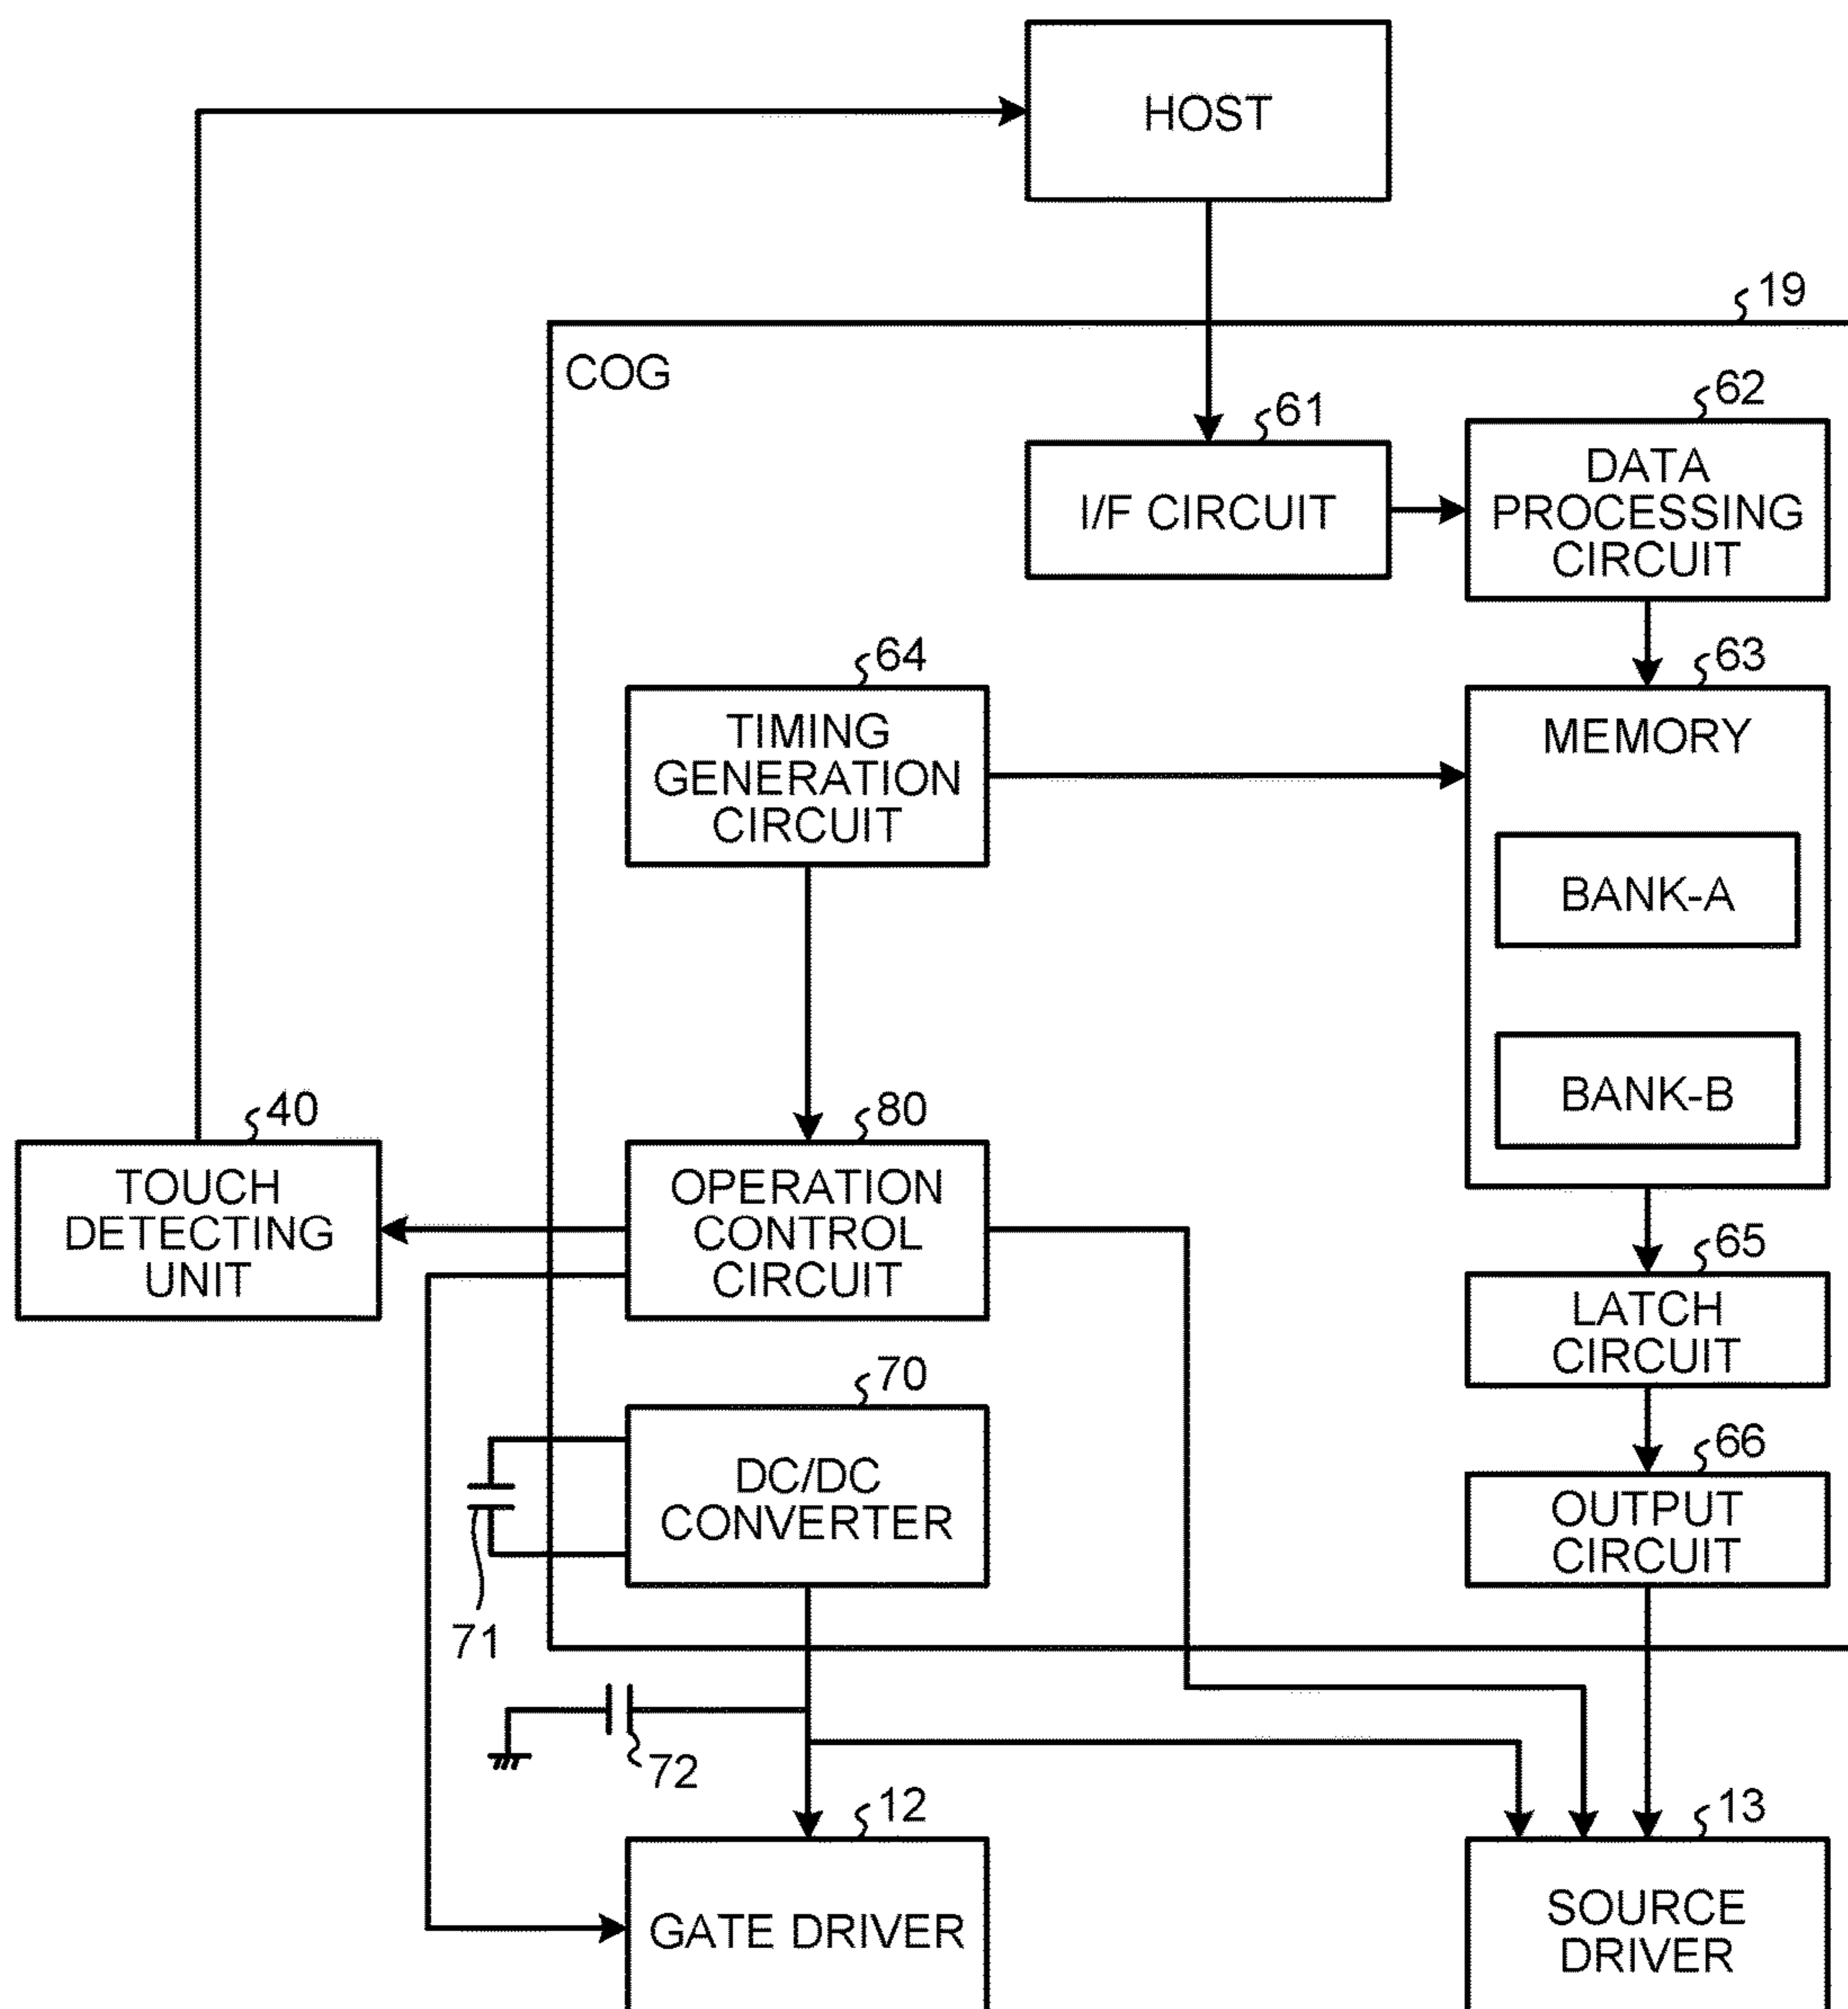 HOST
19
COG
61
I/F CIRCUIT
62
DATA
PROCESSING
CIRCUIT
64
TIMING
GENERATION
CIRCUIT
63
MEMORY
BANK-A
BANK-B
40
TOUCH
DETECTING
UNIT
80
OPERATION
CONTROL
CIRCUIT
65
LATCH
CIRCUIT
70
DC/DC
CONVERTER
71
66
OUTPUT
CIRCUIT
72
12
GATE DRIVER
13
SOURCE
DRIVER